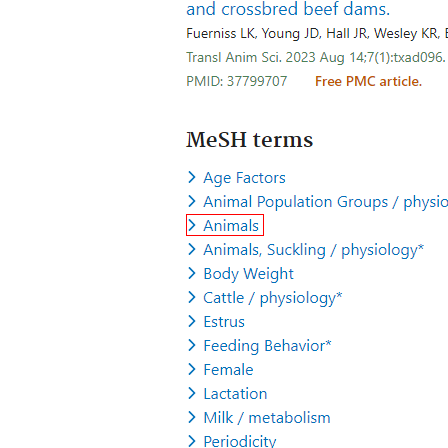 and crossbred beef dams.
Fuerniss LK, Young JD, Hall JR, Wesley KR,
Transl Anim Sci. 2023 Aug 14;7(1):txad096.
PMID: 37799707 Free PMC article.
MeSH terms
Age Factors
Animal Population Groups / physio
Animals
Animals, Suckling / physiology*
Body Weight
Cattle / physiology*
Estrus
Feeding Behavior*
Female
Lactation
Milk / metabolism
Periodicity